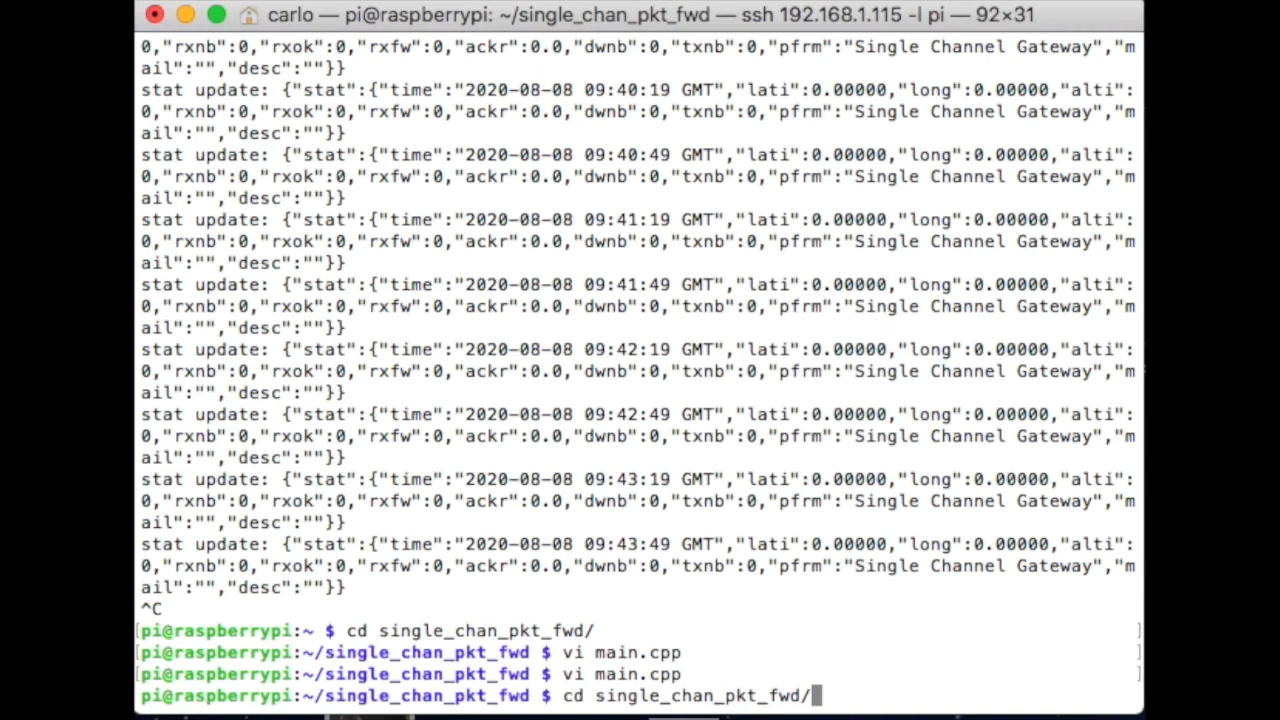 carlo — pi@raspberrypi: ~/single_chan_pkt_fwd — ssh 192.168.1.115 -l pi — 92×31
0,"rxnb":0,"rxok":0,"rxfw":0,"ackr":0.0,"dwnb":0,"txnb":0,"pfrm":"Single Channel Gateway","m
ail":"","desc":""}}
stat update: {"stat":{"time":"2020-08-08 09:40:19 GMT","lati":0.00000,"long":0.00000,"alti":
0,"rxnb":0,"rxok":0,"rxfw":0,"ackr":0.0,"dwnb":0,"txnb":0,"pfrm":"Single Channel Gateway","m
ail":"","desc":""}}
stat update: {"stat":{"time":"2020-08-08 09:40:49 GMT","lati":0.00000,"long":0.00000,"alti":
0,"rxnb":0,"rxok":0,"rxfw":0,"ackr":0.0,"dwnb":0,"txnb":0,"pfrm":"Single Channel Gateway","m
ail":"","desc":""}}
stat update: {"stat":{"time":"2020-08-08 09:41:19 GMT","lati":0.00000,"long":0.00000,"alti":
0,"rxnb":0,"rxok":0,"rxfw":0,"ackr":0.0,"dwnb":0,"txnb":0,"pfrm":"Single Channel Gateway","m
ail":"","desc":""}}
stat update: {"stat":{"time":"2020-08-08 09:41:49 GMT","lati":0.00000,"long":0.00000,"alti":
0,"rxnb":0,"rxok":0,"rxfw":0,"ackr":0.0,"dwnb":0,"txnb":0,"pfrm":"Single Channel Gateway","m
ail":"","desc":""}}
stat update: {"stat":{"time":"2020-08-08 09:42:19 GMT","lati":0.00000,"long":0.00000,"alti":
0,"rxnb":0,"rxok":0,"rxfw":0,"ackr":0.0,"dwnb":0,"txnb":0,"pfrm":"Single Channel Gateway","m
ail":"","desc":""}}
stat update: {"stat":{"time":"2020-08-08 09:42:49 GMT","lati":0.00000,"long":0.00000,"alti":
0,"rxnb":0,"rxok":0,"rxfw":0,"ackr":0.0,"dwnb":0,"txnb":0,"pfrm":"Single Channel Gateway","m
ail":"","desc":""}}
stat update: {"stat":{"time":"2020-08-08 09:43:19 GMT","lati":0.00000,"long":0.00000,"alti":
0,"rxnb":0,"rxok":0,"rxfw":0,"ackr":0.0,"dwnb":0,"txnb":0,"pfrm":"Single Channel Gateway","m
ail":"","desc":""}}
stat update: {"stat":{"time":"2020-08-08 09:43:49 GMT","lati":0.00000,"long":0.00000,"alti":
0,"rxnb":0,"rxok":0,"rxfw":0,"ackr":0.0,"dwnb":0,"txnb":0,"pfrm":"Single Channel Gateway","m
ail":"","desc":""}}
^C
[pi@raspberrypi:~ $ cd single_chan_pkt_fwd/ ]
[pi@raspberrypi:~/single_chan_pkt_fwd $ vi main.cpp ]
[pi@raspberrypi:~/single_chan_pkt_fwd $ vi main.cpp ]
pi@raspberrypi:~/single_chan_pkt_fwd $ cd single_chan_pkt_fwd/